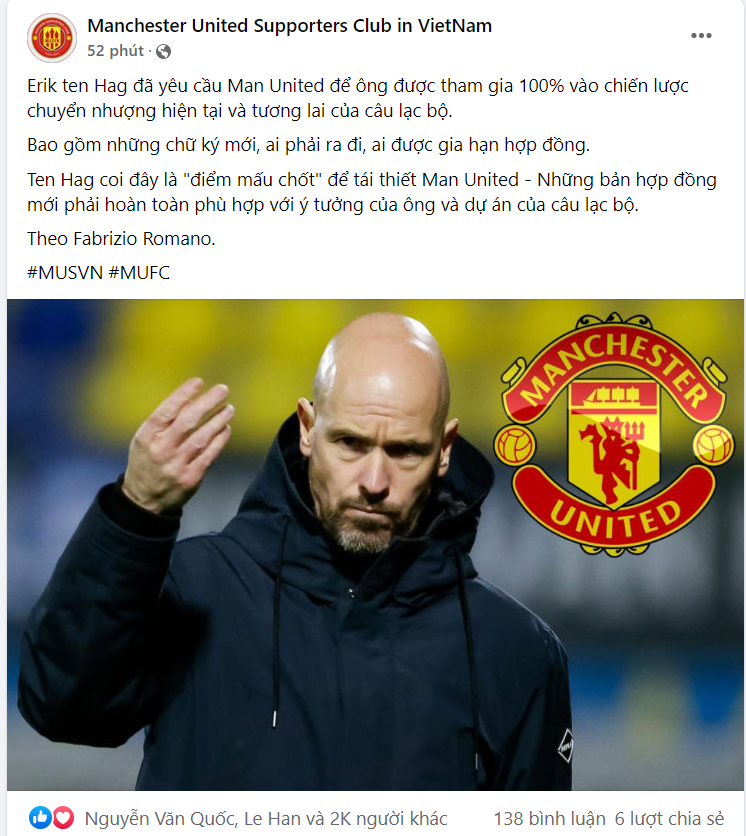 Manchester United Supporters Club in VietNam
52 phút ·
Erik ten Hag đã yêu cầu Man United để ông được tham gia 100% vào chiến lược
chuyển nhượng hiện tại và tương lai của câu lạc bộ.
Bao gồm những chữ ký mới, ai phải ra đi, ai được gia hạn hợp đồng.
Ten Hag coi đây là "điểm mấu chốt" để tái thiết Man United - Những bản hợp đồng
mới phải hoàn toàn phù hợp với ý tưởng của ông và dự án của câu lạc bộ.
Theo Fabrizio Romano.
#MUSVN #MUFC
MANCHESTER
UNITED
Nguyễn Văn Quốc, Le Han và 2K người khác
138 bình luận 6 lượt chia sẻ